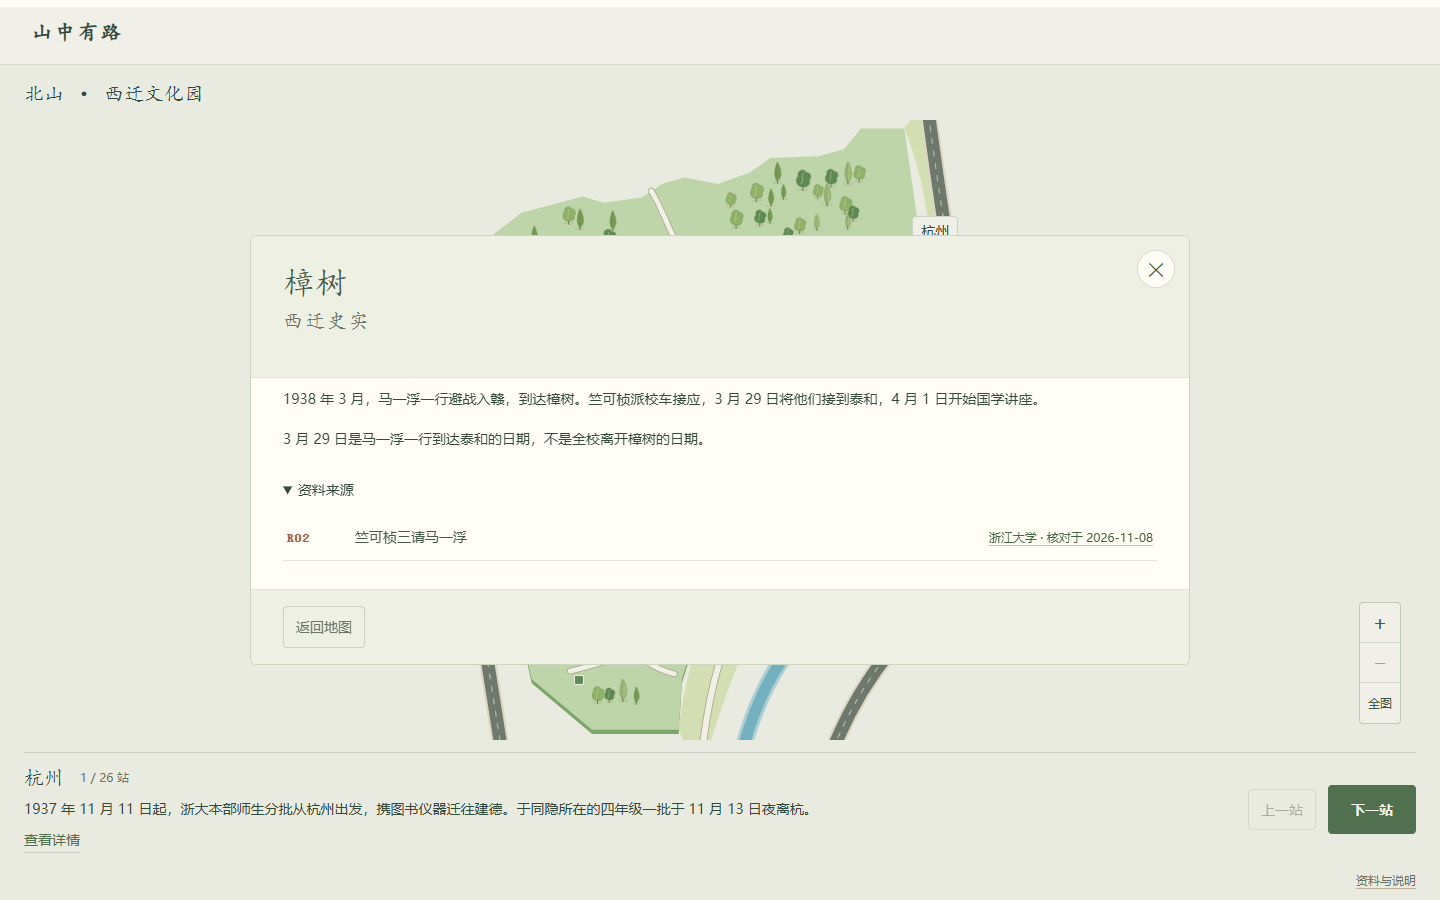 山中有路
北山 • 西迁文化园
杭州
樟树
西迁史实
1938 年 3 月，马一浮一行避战入赣，到达樟树。竺可桢派校车接应，3 月 29 日将他们接到泰和，4 月 1 日开始国学讲座。
3 月 29 日是马一浮一行到达泰和的日期，不是全校离开樟树的日期。
▼ 资料来源
R02 竺可桢三请马一浮 浙江大学 · 核对于 2026-11-08
返回地图
+
−
全图
杭州 1 / 26 站
1937 年 11 月 11 日起，浙大本部师生分批从杭州出发，携图书仪器迁往建德。于同隐所在的四年级一批于 11 月 13 日夜离杭。
查看详情
上一站 下一站
资料与说明